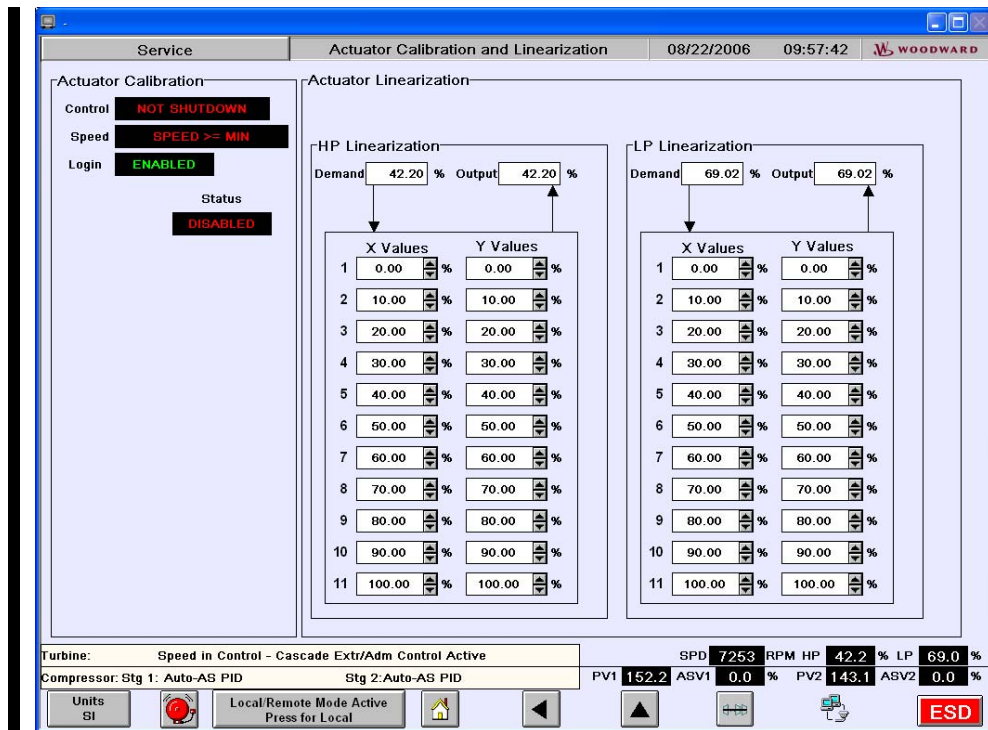 Service Actuator Calibration and Linearization 08/22/2006 09:57:42 WOODWARD
Actuator Calibration
Control NOT SHUTDOWN
Speed SPEED >= MIN
Login ENABLED
Status
DISABLED
Actuator Linearization
HP Linearization
Demand 42.20 % Output 42.20 %
X Values Y Values
1 0.00 % 0.00 %
2 10.00 % 10.00 %
3 20.00 % 20.00 %
4 30.00 % 30.00 %
5 40.00 % 40.00 %
6 50.00 % 50.00 %
7 60.00 % 60.00 %
8 70.00 % 70.00 %
9 80.00 % 80.00 %
10 90.00 % 90.00 %
11 100.00 % 100.00 %
LP Linearization
Demand 69.02 % Output 69.02 %
X Values Y Values
1 0.00 % 0.00 %
2 10.00 % 10.00 %
3 20.00 % 20.00 %
4 30.00 % 30.00 %
5 40.00 % 40.00 %
6 50.00 % 50.00 %
7 60.00 % 60.00 %
8 70.00 % 70.00 %
9 80.00 % 80.00 %
10 90.00 % 90.00 %
11 100.00 % 100.00 %
Turbine: Speed in Control - Cascade Extr/Adm Control Active SPD 7253 RPM HP 42.2 % LP 69.0 %
Compressor: Stg 1: Auto-AS PID Stg 2:Auto-AS PID PV1 152.2 ASV1 0.0 % PV2 143.1 ASV2 0.0 %
Units
SI
Local/Remote Mode Active
Press for Local
ESD